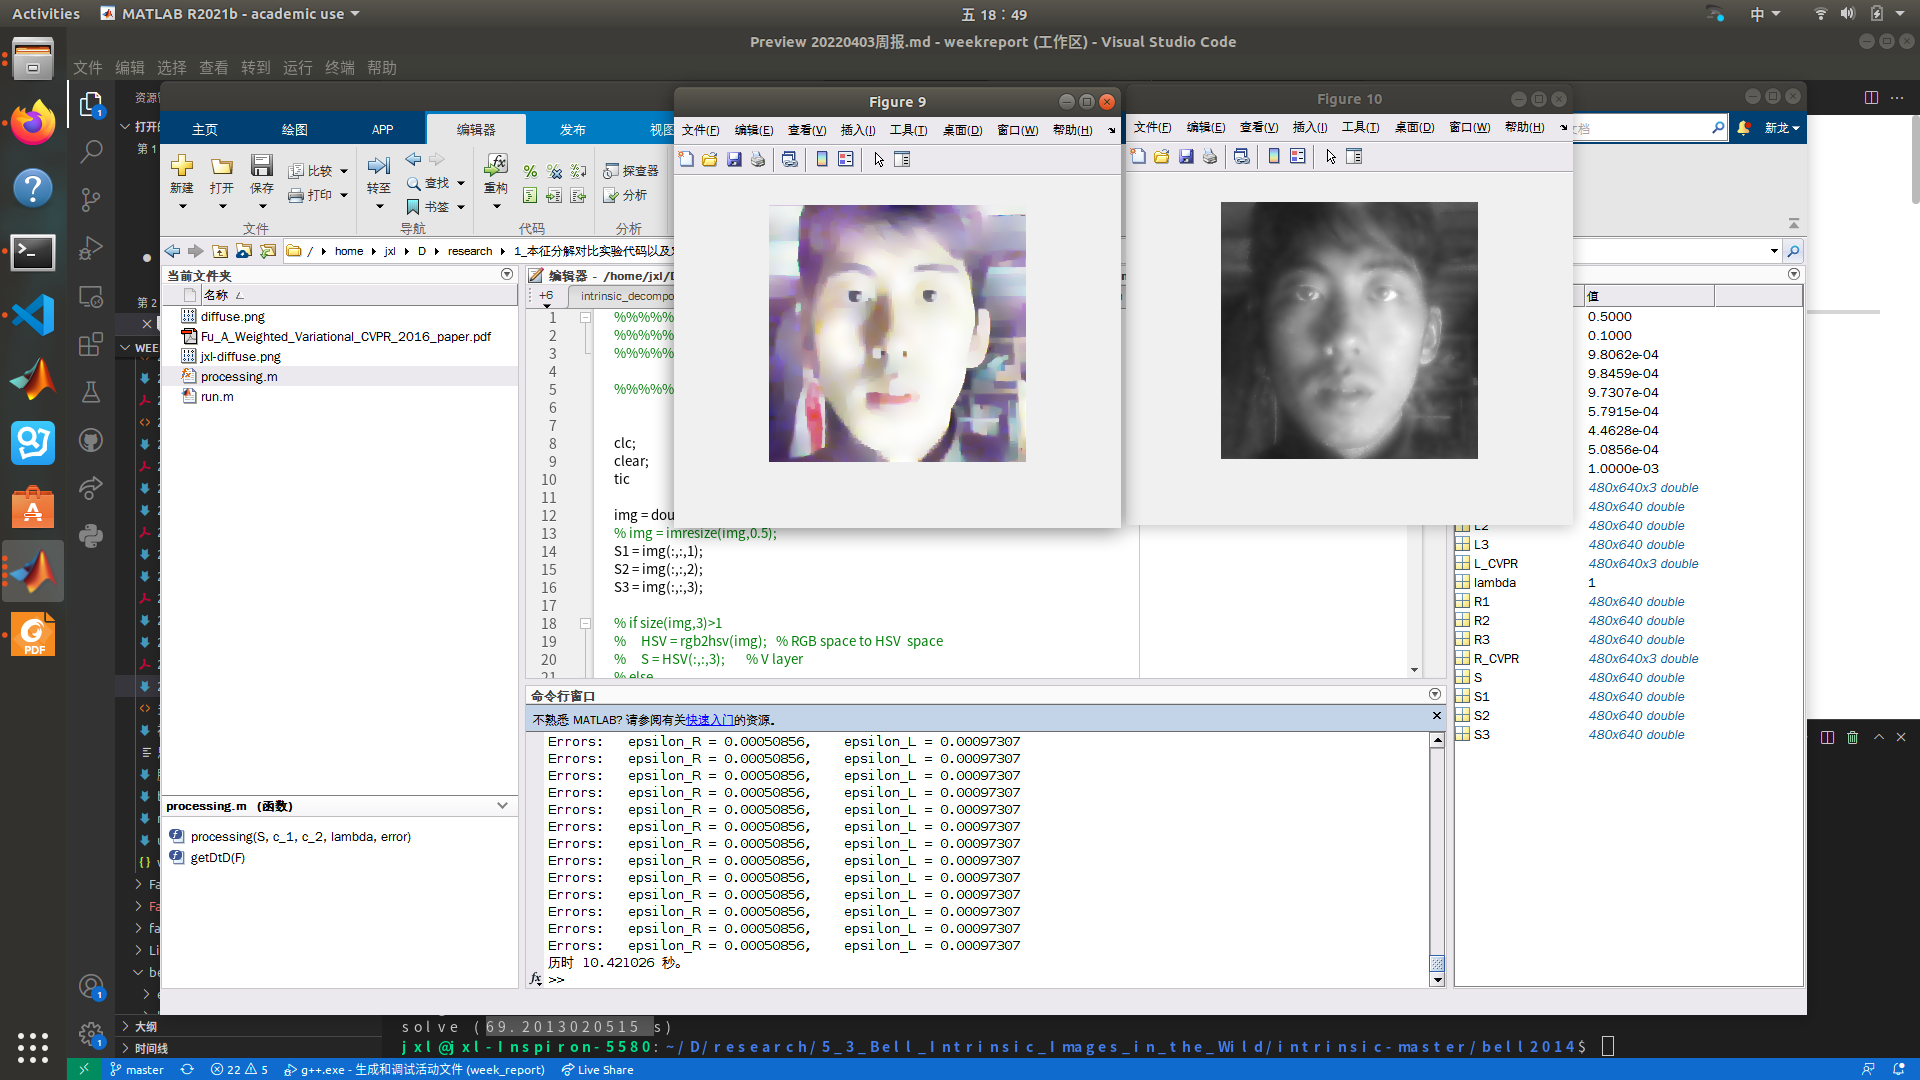 Activities
MATLAB R2021b - academic use
五 18：49
中
Preview 20220403周报.md - weekreport (工作区) - Visual Studio Code
文件 编辑 选择 查看 转到 运行 终端 帮助
主页 绘图 APP 编辑器 发布
新龙
新建 打开 保存
比较
打印
转至
查找
书签
重构
探查器
分析
文件 导航 代码 分析
/ home jxl D research
当前文件夹
名称
diffuse.png
Fu_A_Weighted_Variational_CVPR_2016_paper.pdf
jxl-diffuse.png
processing.m
run.m
processing.m (函数)
processing(S, c_1, c_2, lambda, error)
getDtD(F)
Figure 9
文件(F) 编辑(E) 查看(V) 插入(I) 工具(T) 桌面(D) 窗口(W) 帮助(H)
Figure 10
文件(F) 编辑(E) 查看(V) 插入(I) 工具(T) 桌面(D) 窗口(W) 帮助(H)
+6
1 %%%%%%
2 %%%%%%
3 %%%%%%
4
5 %%%%%%
6
7
8 clc;
9 clear;
10 tic
11
12 img = dou
13 % img = imresize(img,0.5);
14 S1 = img(:,:,1);
15 S2 = img(:,:,2);
16 S3 = img(:,:,3);
17
18 % if size(img,3)>1
19 % HSV = rgb2hsv(img); % RGB space to HSV space
20 % S = HSV(:,:,3); % V layer
21 % else
命令行窗口
不熟悉 MATLAB? 请参阅有关快速入门的资源。
Errors: epsilon_R = 0.00050856, epsilon_L = 0.00097307
Errors: epsilon_R = 0.00050856, epsilon_L = 0.00097307
Errors: epsilon_R = 0.00050856, epsilon_L = 0.00097307
Errors: epsilon_R = 0.00050856, epsilon_L = 0.00097307
Errors: epsilon_R = 0.00050856, epsilon_L = 0.00097307
Errors: epsilon_R = 0.00050856, epsilon_L = 0.00097307
Errors: epsilon_R = 0.00050856, epsilon_L = 0.00097307
Errors: epsilon_R = 0.00050856, epsilon_L = 0.00097307
Errors: epsilon_R = 0.00050856, epsilon_L = 0.00097307
Errors: epsilon_R = 0.00050856, epsilon_L = 0.00097307
Errors: epsilon_R = 0.00050856, epsilon_L = 0.00097307
Errors: epsilon_R = 0.00050856, epsilon_L = 0.00097307
Errors: epsilon_R = 0.00050856, epsilon_L = 0.00097307
历时 10.421026 秒。
fx >>
值
0.5000
0.1000
9.8062e-04
9.8459e-04
9.7307e-04
5.7915e-04
4.4628e-04
5.0856e-04
1.0000e-03
480x640x3 double
480x640 double
L2 480x640 double
L3 480x640 double
L_CVPR 480x640x3 double
lambda 1
R1 480x640 double
R2 480x640 double
R3 480x640 double
R_CVPR 480x640x3 double
S 480x640 double
S1 480x640 double
S2 480x640 double
S3 480x640 double
大纲
时间线
solve (69.2013020515 s)
jxl@jxl-Inspiron-5580:~/D/research/5_3_Bell_Intrinsic_Images_in_the_Wild/intrinsic-master/bell2014$
master
22 5
g++.exe - 生成和调试活动文件 (week_report)
Live Share